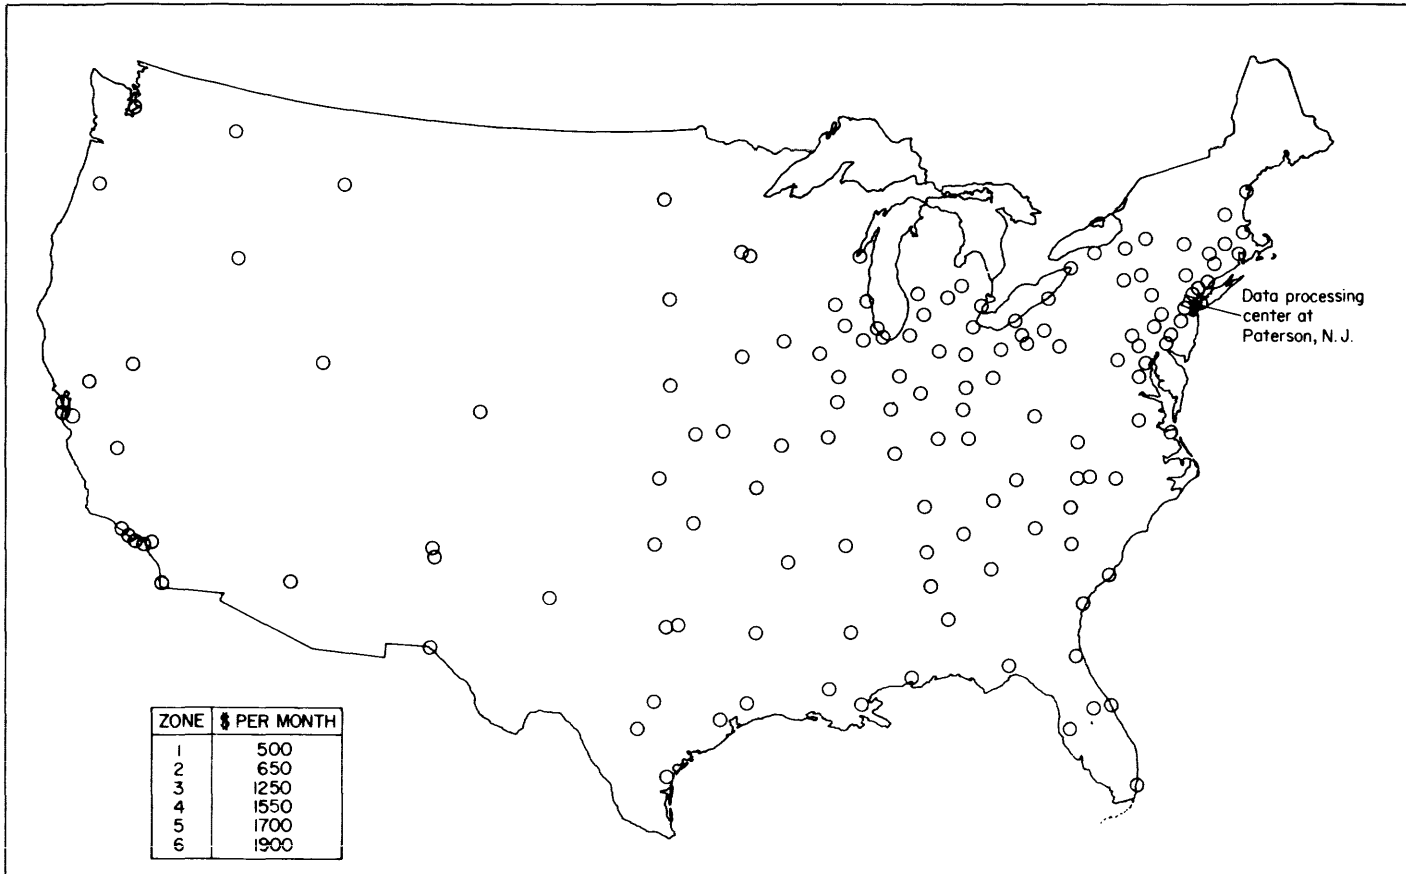 Data processing
center at
Paterson, N.J.
ZONE $ PER MONTH
1 500
2 650
3 1250
4 1550
5 1700
6 1900